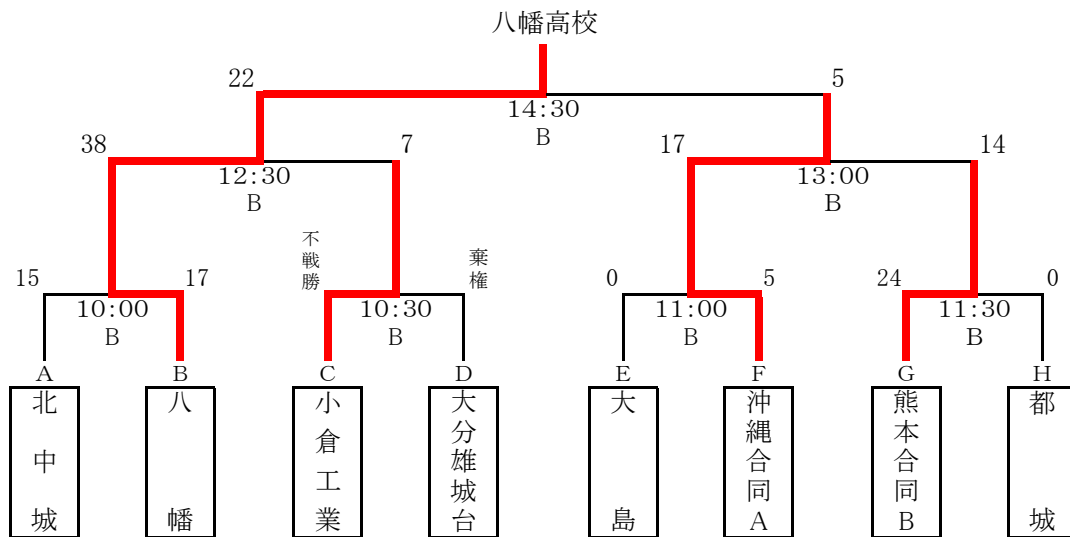 八幡高校
22
5
14:30
B
38
7
17
14
12:30
B
13:00
B
不戦勝
棄権
15
17
0
5
24
0
10:00
B
10:30
B
11:00
B
11:30
B
A
B
C
D
E
F
G
H
北中城
八幡
小倉工業
大分雄城台
大島
沖縄合同A
熊本合同B
都城